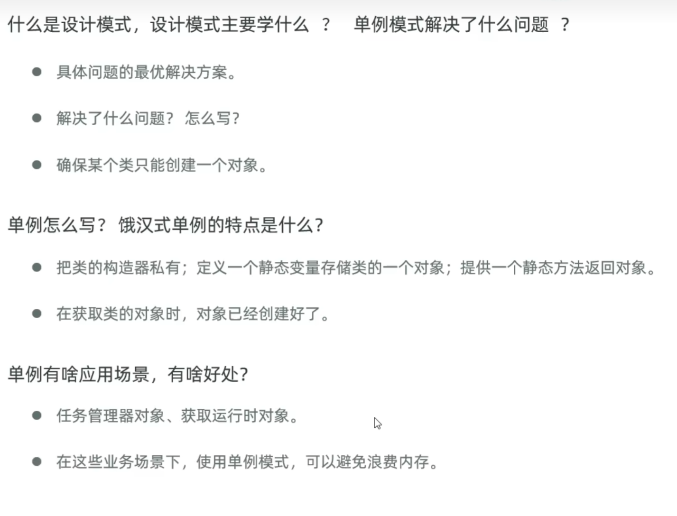 什么是设计模式，设计模式主要学什么 ？ 单例模式解决了什么问题 ？
● 具体问题的最优解决方案。
● 解决了什么问题？ 怎么写？
● 确保某个类只能创建一个对象。
单例怎么写？ 饿汉式单例的特点是什么？
● 把类的构造器私有；定义一个静态变量存储类的一个对象；提供一个静态方法返回对象。
● 在获取类的对象时，对象已经创建好了。
单例有啥应用场景，有啥好处？
● 任务管理器对象、获取运行时对象。
● 在这些业务场景下，使用单例模式，可以避免浪费内存。